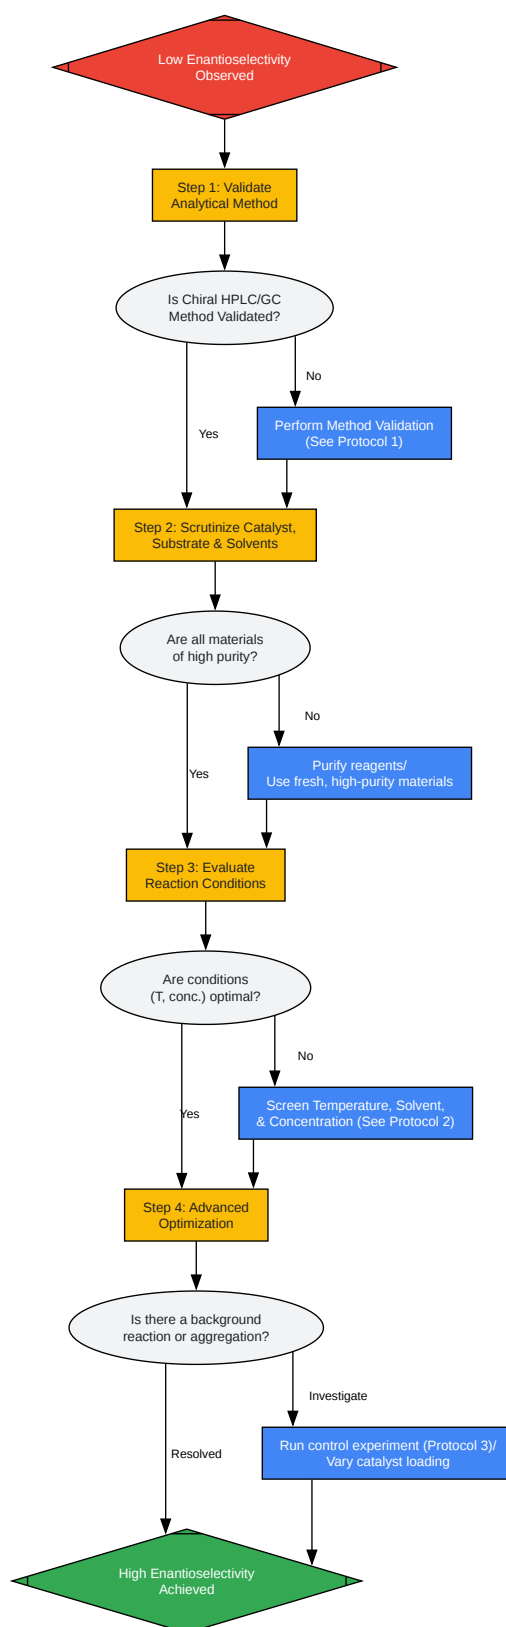 Low Enantioselectivity
Observed
Step 1: Validate
Analytical Method
Is Chiral HPLC/GC
Method Validated?
No
Yes
Perform Method Validation
(See Protocol 1)
Step 2: Scrutinize Catalyst,
Substrate & Solvents
Are all materials
of high purity?
No
Yes
Purify reagents/
Use fresh, high-purity materials
Step 3: Evaluate
Reaction Conditions
Are conditions
(T, conc.) optimal?
No
Yes
Screen Temperature, Solvent,
& Concentration (See Protocol 2)
Step 4: Advanced
Optimization
Is there a background
reaction or aggregation?
Investigate
Resolved
Run control experiment (Protocol 3)/
Vary catalyst loading
High Enantioselectivity
Achieved